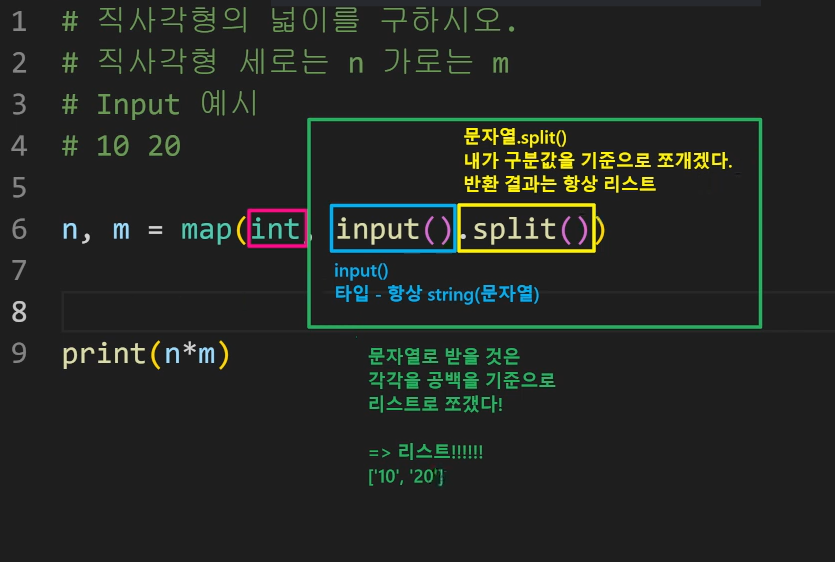 1 # 직사각형의 넓이를 구하시오.
2 # 직사각형 세로는 n 가로는 m
3 # Input 예시
4 # 10 20
문자열.split()
내가 구분값을 기준으로 쪼개겠다.
반환 결과는 항상 리스트
5
6 n, m = map(int, input().split())
7
input()
타입 - 항상 string(문자열)
8
9 print(n*m)
문자열로 받을 것은
각각을 공백을 기준으로
리스트로 쪼갰다!
=> 리스트!!!!!!
['10', '20']